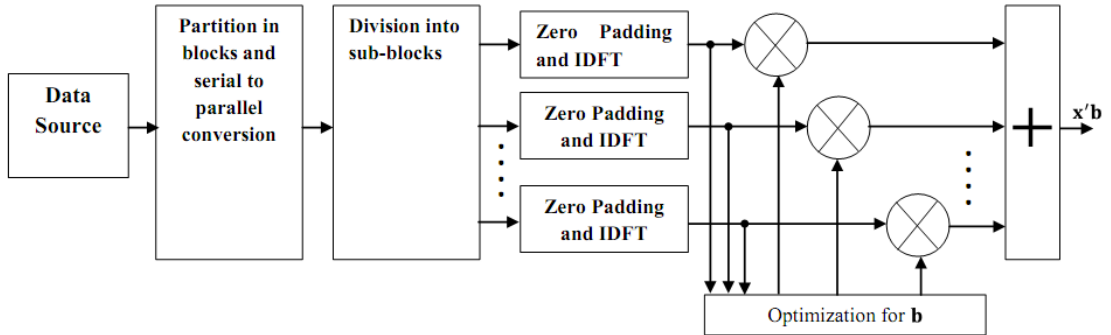 Data
Source
Partition in
blocks and
serial to
parallel
conversion
Division into
sub-blocks
Zero Padding
and IDFT
Zero Padding
and IDFT
Zero Padding
and IDFT
+
x'b
Optimization for b